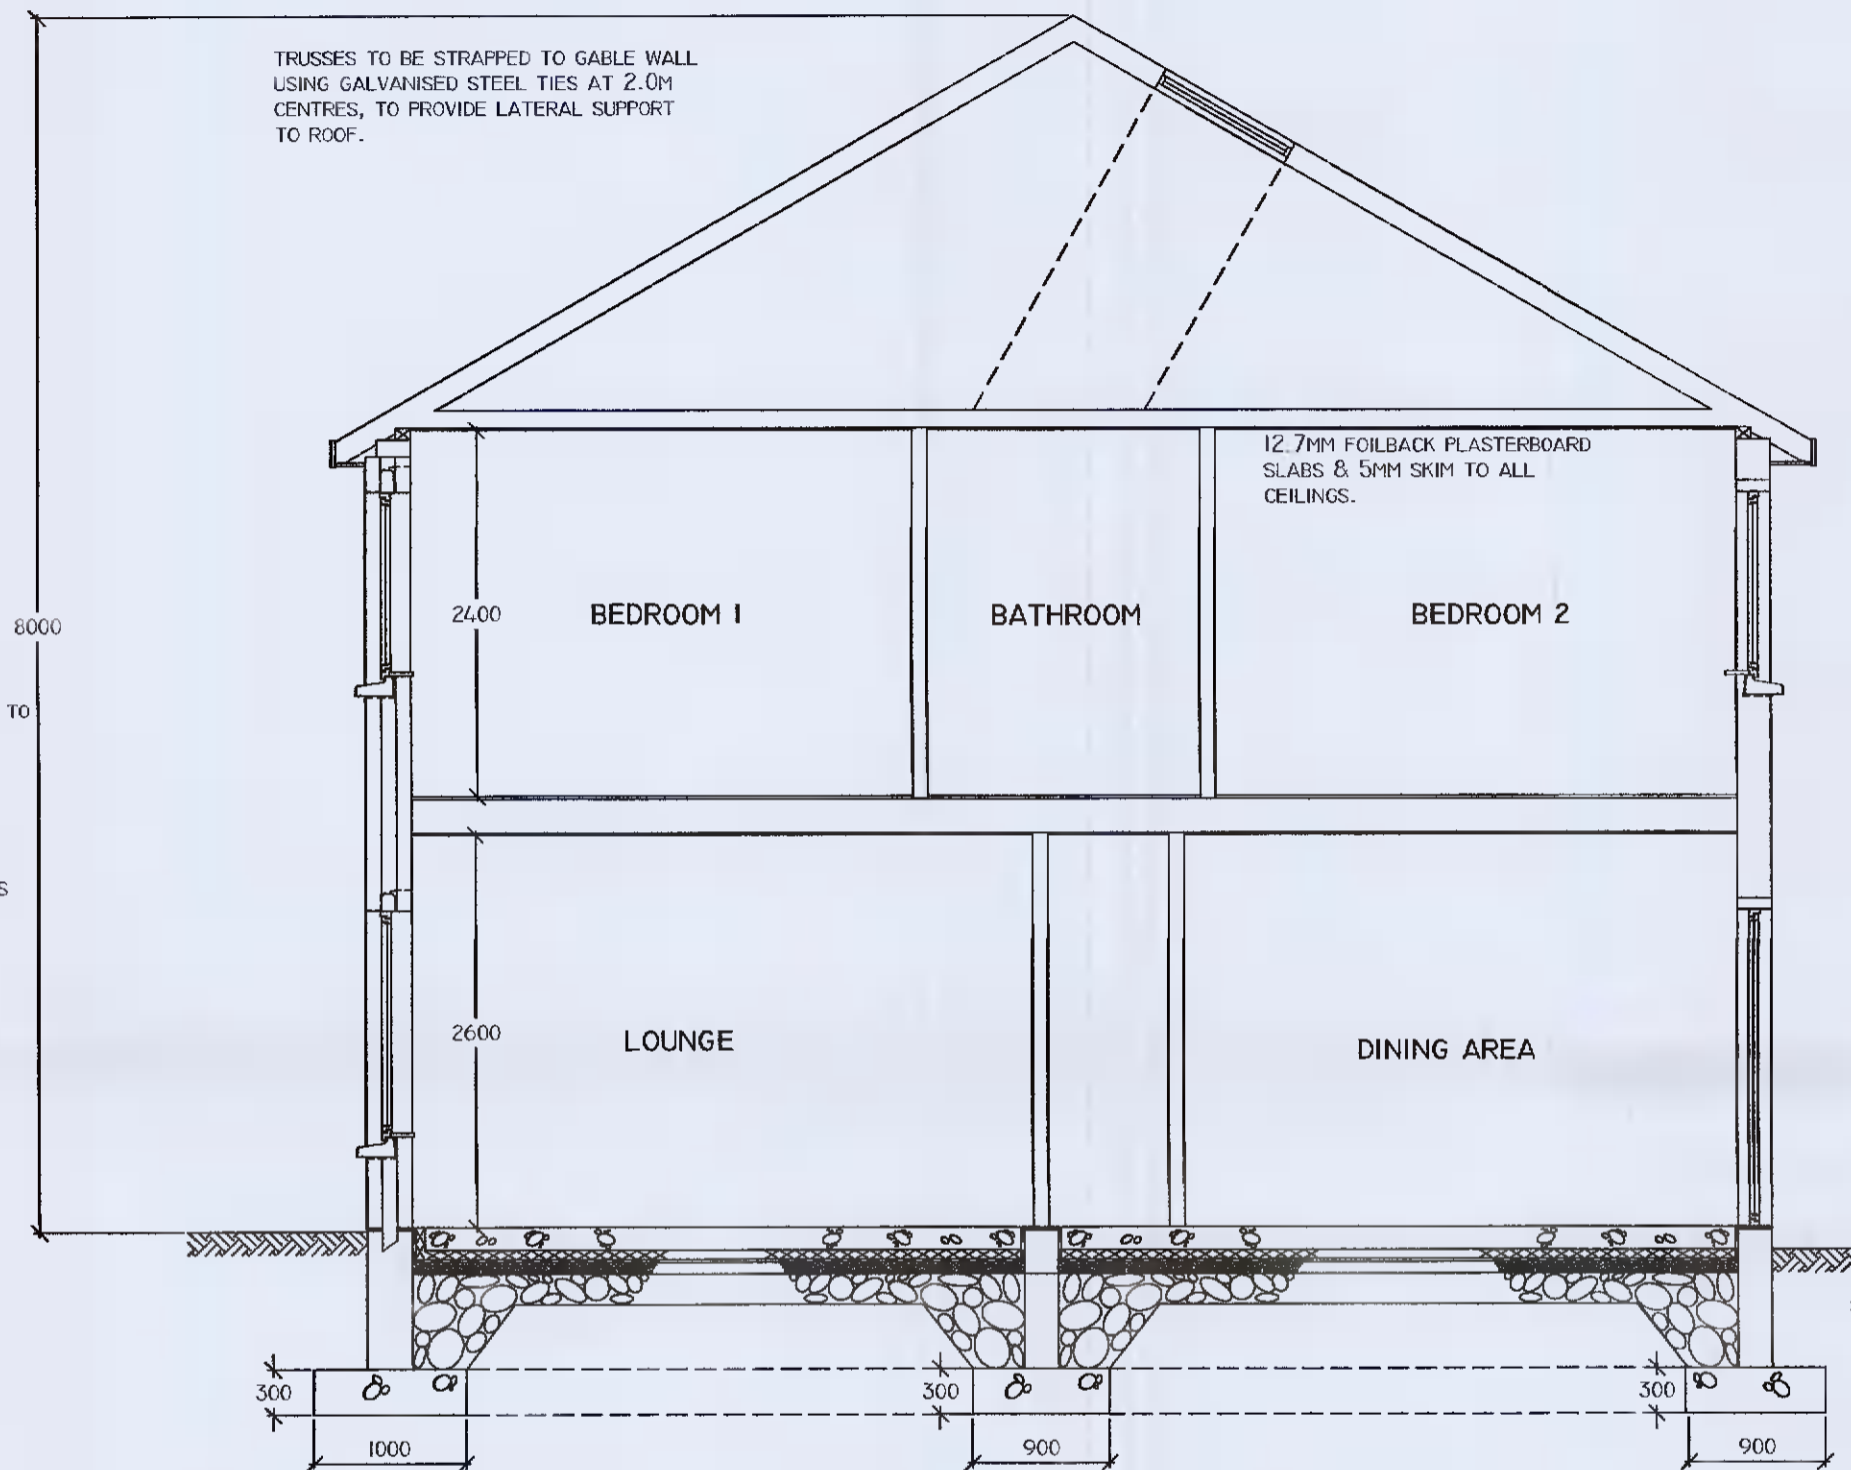 TRUSSES TO BE STRAPPED TO GABLE WALL
USING GALVANISED STEEL TIES AT 2.0M
CENTRES, TO PROVIDE LATERAL SUPPORT
TO ROOF.
12.7MM FOILBACK PLASTERBOARD
SLABS & 5MM SKIM TO ALL
CEILINGS.
8000
2400
BEDROOM 1
BATHROOM
BEDROOM 2
TO
S
2600
LOUNGE
DINING AREA
300
300
300
1000
900
900